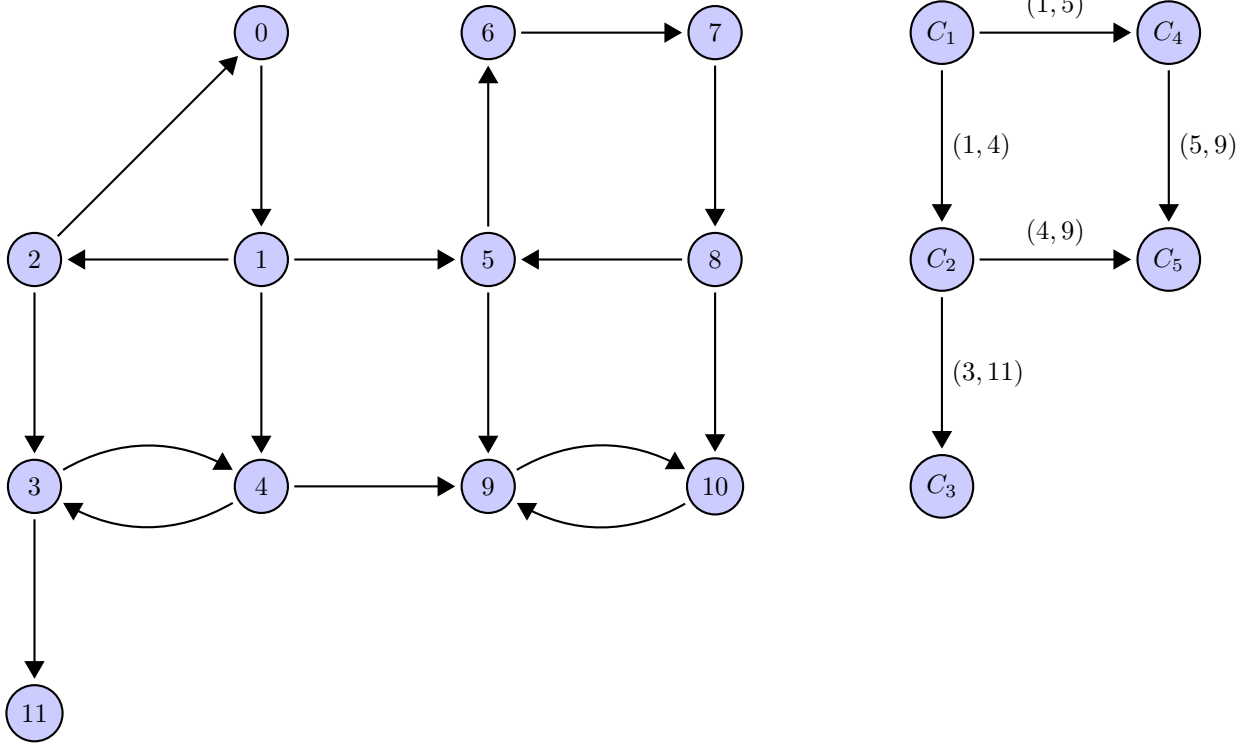 0 6 7 C₁ (1, 5) C₄
(1, 4) (5, 9)
2 1 5 8 C₂ (4, 9) C₅
(3, 11)
3 4 9 10 C₃
11